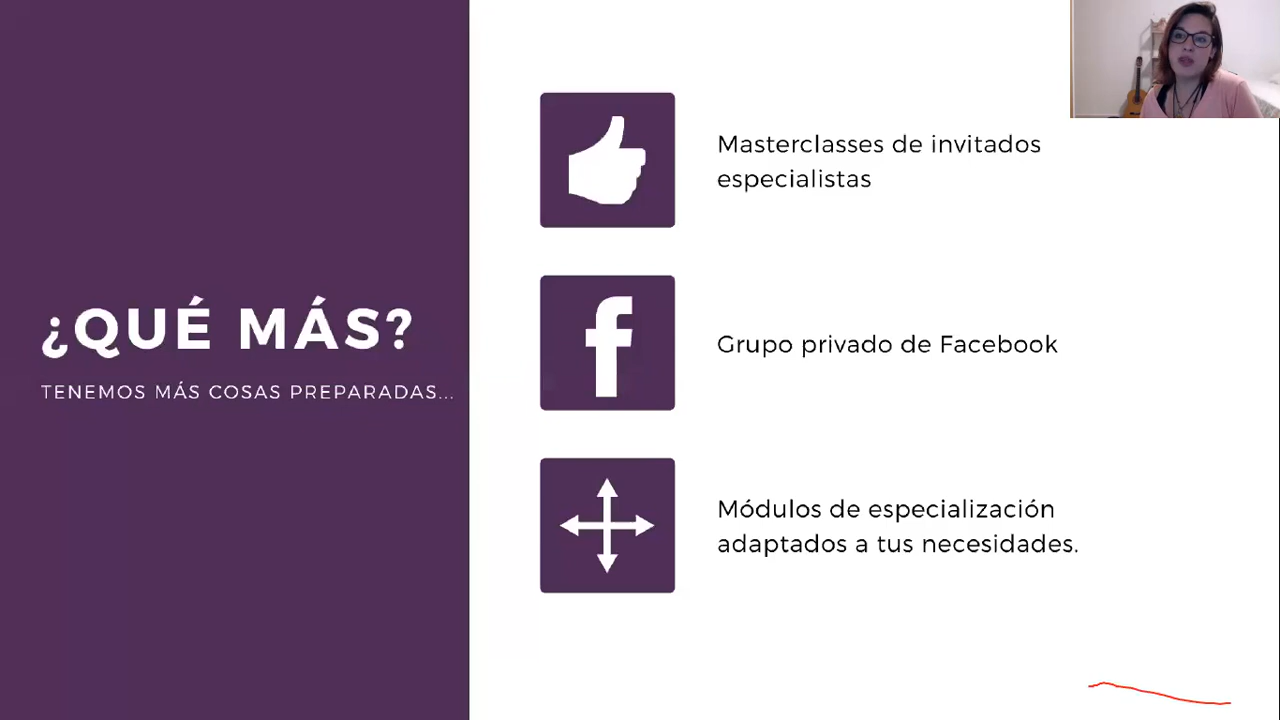 ¿QUÉ MÁS?
TENEMOS MÁS COSAS PREPARADAS...
Masterclasses de invitados
especialistas
Grupo privado de Facebook
Módulos de especialización
adaptados a tus necesidades.